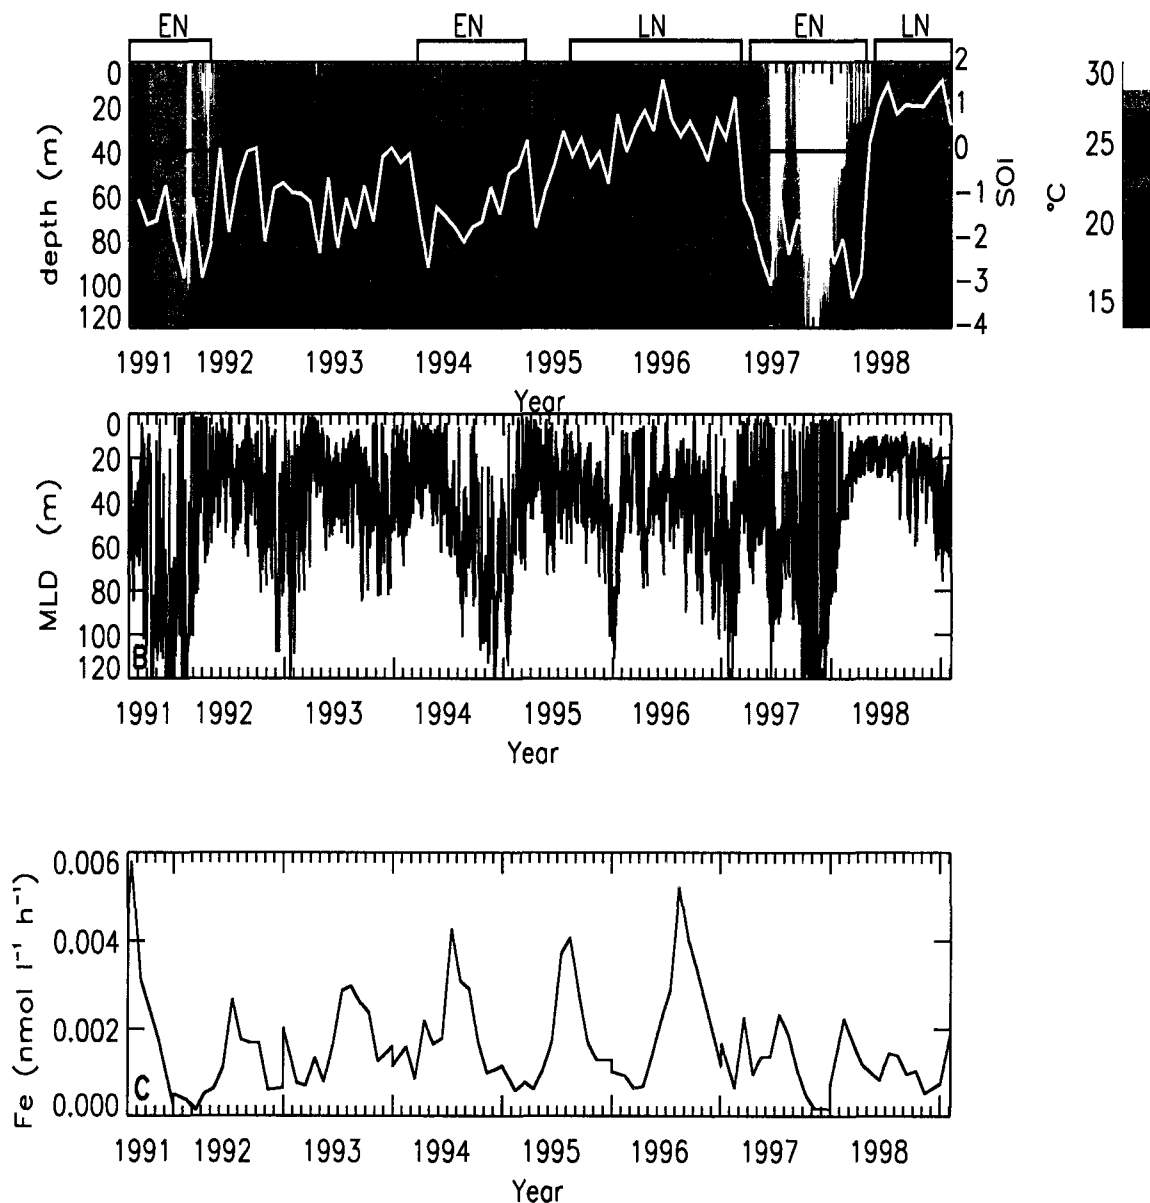 EN EN LN EN LN
0 20 40 60 80 100 120
depth (m)
2 1 0 -1 -2 -3 -4
SOI
30 25 20 15
°C
1991 1992 1993 1994 1995 1996 1997 1998
Year
0 20 40 60 80 100 120
MLD (m)
B
1991 1992 1993 1994 1995 1996 1997 1998
Year
0.006 0.004 0.002 0.000
Fe (nmol l⁻¹ h⁻¹)
C
1991 1992 1993 1994 1995 1996 1997 1998
Year